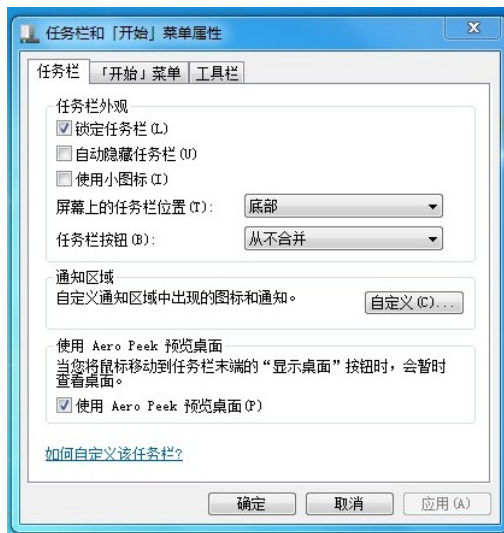 任务栏和「开始」菜单属性
任务栏 「开始」菜单 工具栏
任务栏外观
锁定任务栏(L)
自动隐藏任务栏(U)
使用小图标(I)
屏幕上的任务栏位置(T): 底部
任务栏按钮(B): 从不合并
通知区域
自定义通知区域中出现的图标和通知。 自定义(C)...
使用 Aero Peek 预览桌面
当您将鼠标移动到任务栏末端的“显示桌面”按钮时，会暂时
查看桌面。
使用 Aero Peek 预览桌面(P)
如何自定义该任务栏?
确定 取消 应用(A)